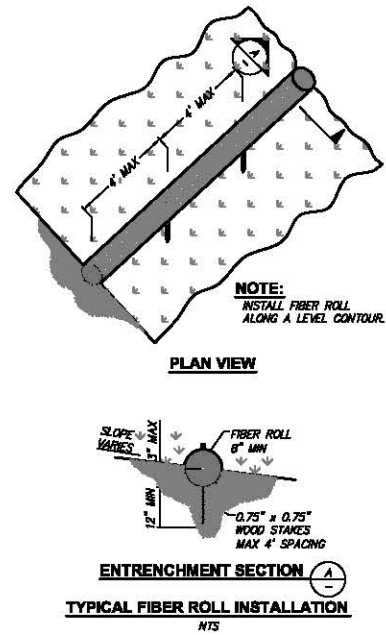 A
-
4' MAX
4' MAX
NOTE:
INSTALL FIBER ROLL
ALONG A LEVEL CONTOUR.
PLAN VIEW
SLOPE
VARIES
3" MAX
12" MIN
FIBER ROLL
8" MIN
0.75" x 0.75"
WOOD STAKES
MAX 4' SPACING
ENTRENCHMENT SECTION
A
-
TYPICAL FIBER ROLL INSTALLATION
NTS